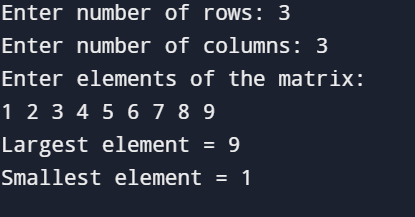 Enter number of rows: 3
Enter number of columns: 3
Enter elements of the matrix:
1 2 3 4 5 6 7 8 9
Largest element = 9
Smallest element = 1